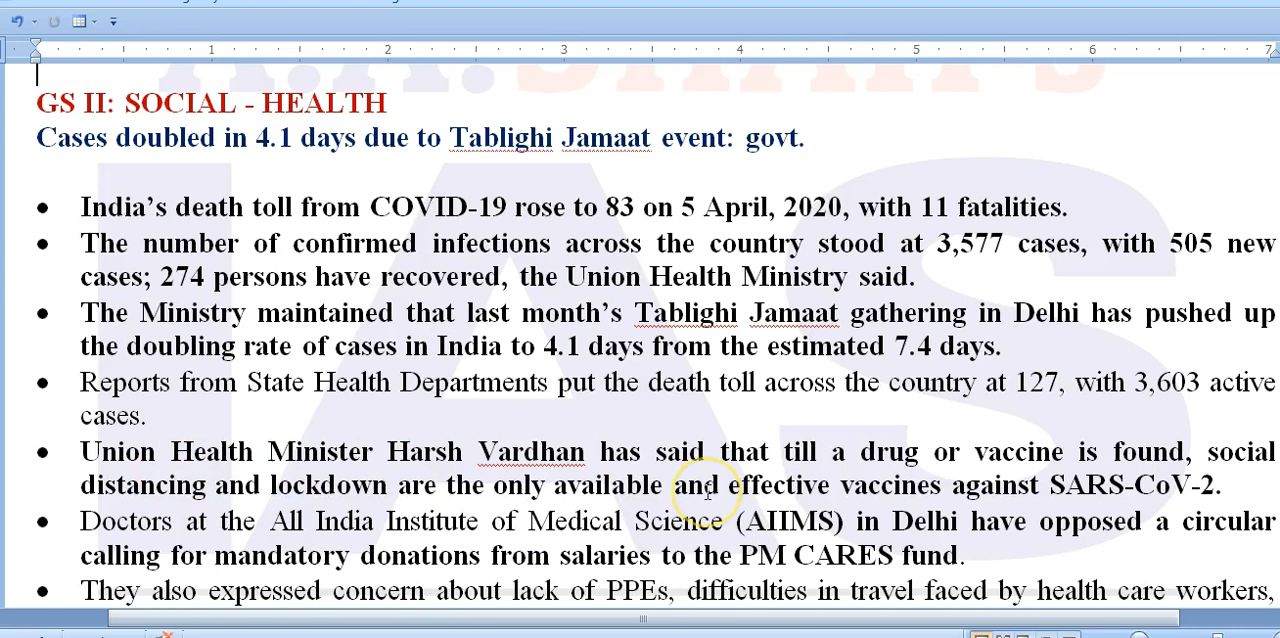 1 2 3 4 5 6 7
A.A.SHAH's
GS II: SOCIAL - HEALTH
Cases doubled in 4.1 days due to Tablighi Jamaat event: govt.
IAS
• India's death toll from COVID-19 rose to 83 on 5 April, 2020, with 11 fatalities.
• The number of confirmed infections across the country stood at 3,577 cases, with 505 new
cases; 274 persons have recovered, the Union Health Ministry said.
• The Ministry maintained that last month's Tablighi Jamaat gathering in Delhi has pushed up
the doubling rate of cases in India to 4.1 days from the estimated 7.4 days.
• Reports from State Health Departments put the death toll across the country at 127, with 3,603 active
cases.
• Union Health Minister Harsh Vardhan has said that till a drug or vaccine is found, social
distancing and lockdown are the only available and effective vaccines against SARS-CoV-2.
• Doctors at the All India Institute of Medical Science (AIIMS) in Delhi have opposed a circular
calling for mandatory donations from salaries to the PM CARES fund.
• They also expressed concern about lack of PPEs, difficulties in travel faced by health care workers,